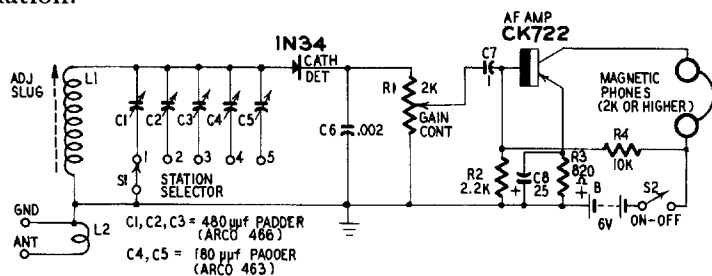 ADJ
SLUG
L1
C1
C2
C3
C4
C5
1
2
3
4
5
S1
STATION
SELECTOR
GND
ANT
L2
C1, C2, C3 = 480 µµf PADDER
(ARCO 466)
C4, C5 = 180 µµf PADDER
(ARCO 463)
1N34
CATH
DET
C6
.002
R1
2K
GAIN
CONT
C7
1
AF AMP
CK722
R2
2.2K
+
C8
25
R3
820
+
R4
10K
MAGNETIC
PHONES
(2K OR HIGHER)
B
6V
S2
ON-OFF